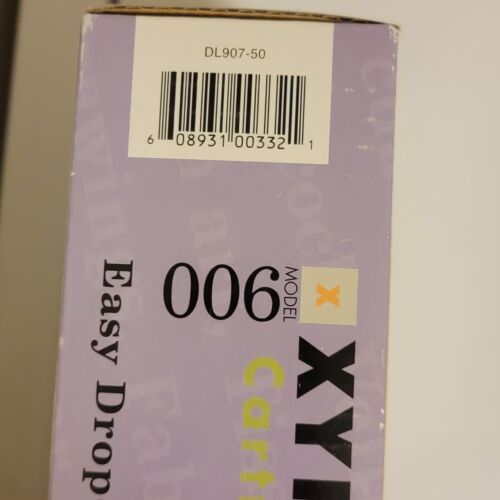 DL907-50
6 08931 00332 1
X
MODEL
900
XY
Cart
Easy Drop